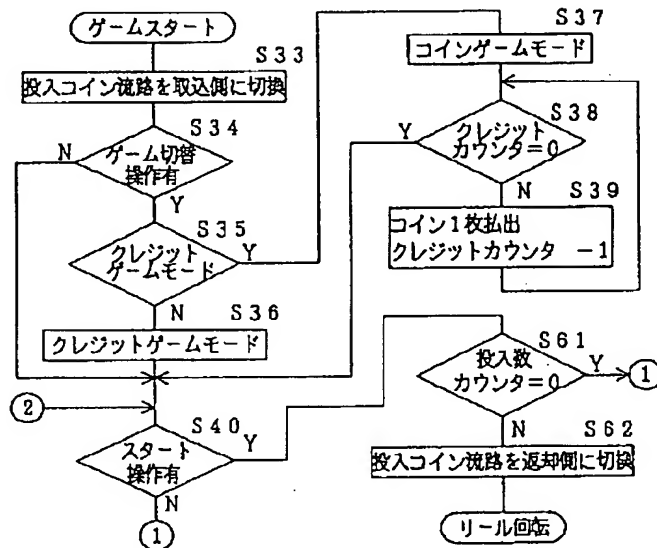 ゲームスタート
S33
投入コイン流路を取込側に切換
S34
N
ゲーム切替
操作有
Y
S35
クレジット
ゲームモード
Y
N
S36
クレジットゲームモード
②
S40
スタート
操作有
Y
N
①
S37
コインゲームモード
S38
Y
クレジット
カウンタ=0
N
S39
コイン1枚払出
クレジットカウンタ －1
S61
投入数
カウンタ=0
Y
①
N
S62
投入コイン流路を返却側に切換
リール回転